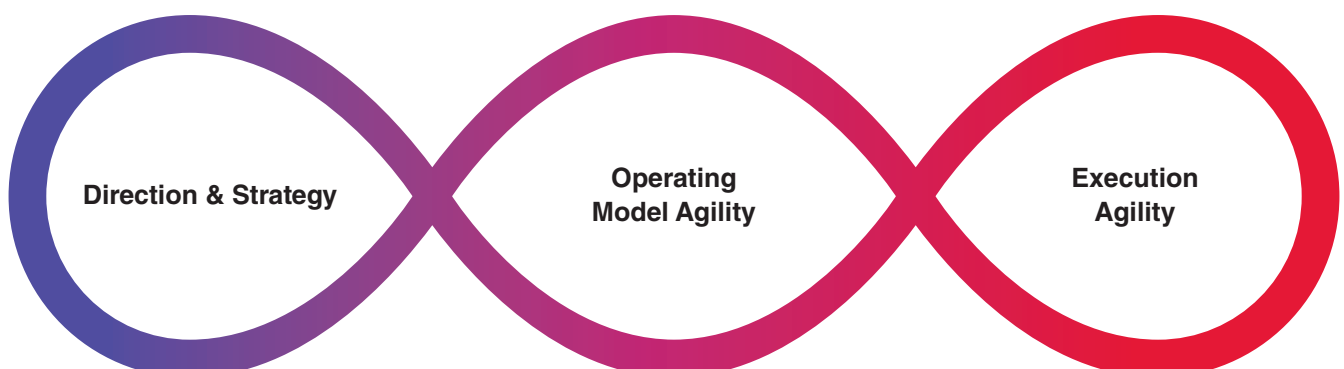 Direction & Strategy
Operating
Model Agility
Execution
Agility